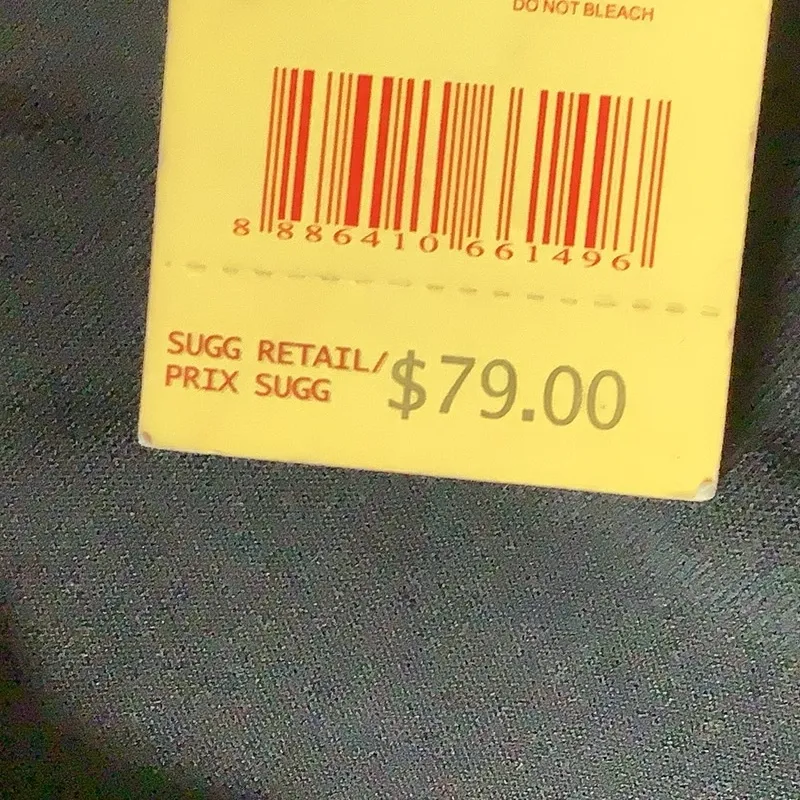 DO NOT BLEACH
8 886410 661496
SUGG RETAIL/
PRIX SUGG
$79.00